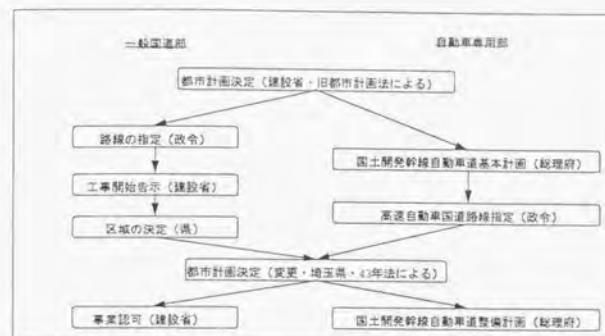 一般国道部
自動車専用部
都市計画決定(建設省・旧都市計画法による)
路線の指定(政令)
国土開発幹線自動車道基本計画(総理府)
工事開始告示(建設省)
高速自動車国道路線指定(政令)
区域の決定(県)
都市計画決定(変更・埼玉県・43年法による)
事業認可(建設省)
国土開発幹線自動車道整備計画(総理府)